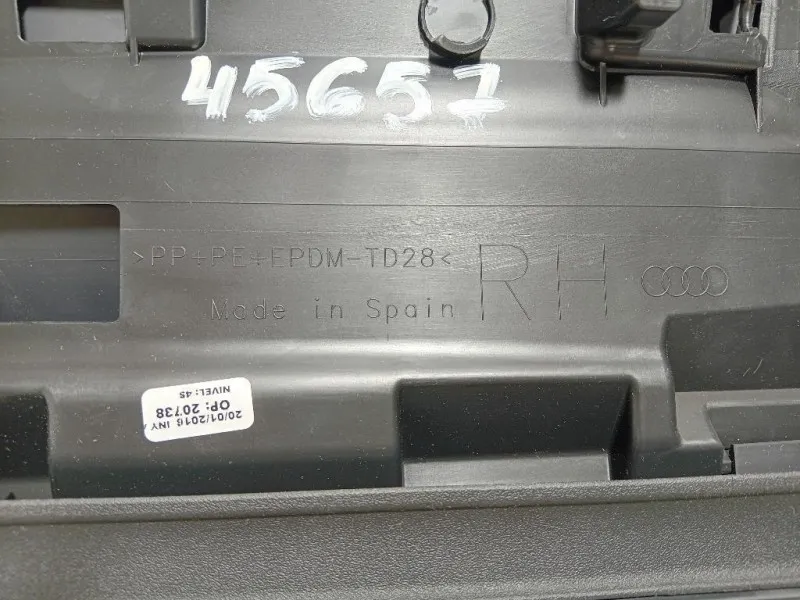 45657
>PP+PE+EPDM-TD28<
RH
Made in Spain
20/01/2016 INY
OP: 20738
NIVEL: 4S